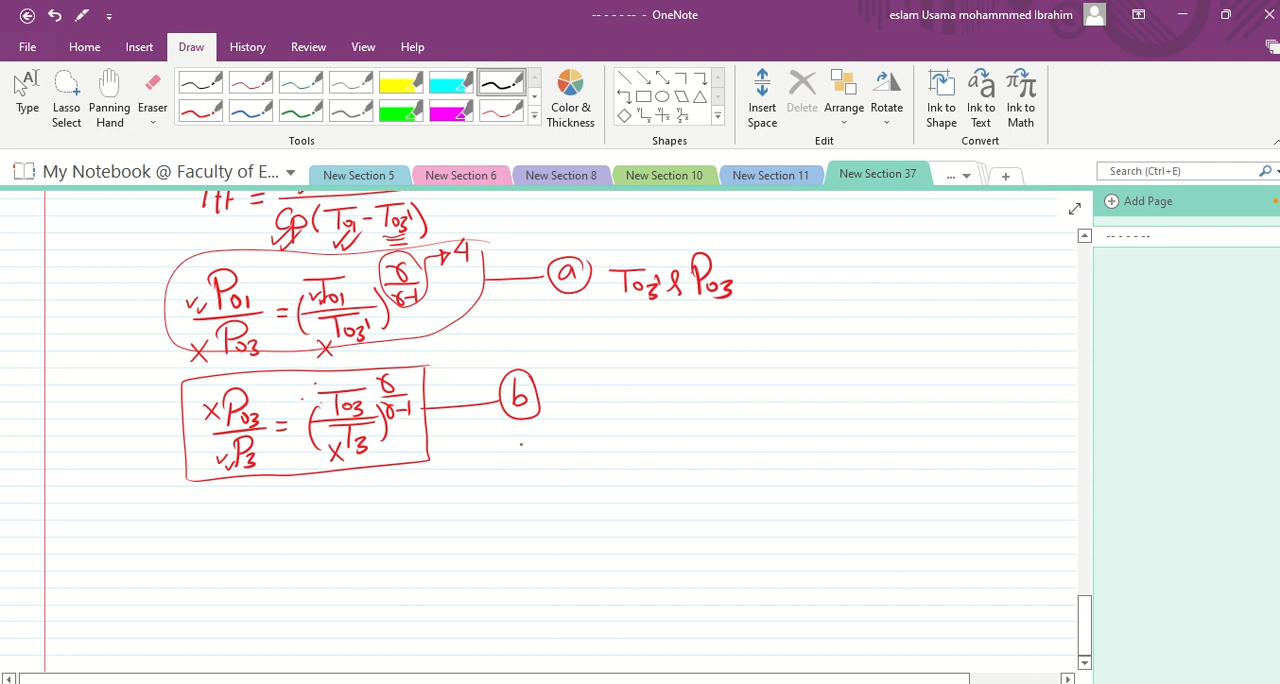 ------ - OneNote
eslam Usama mohammmed Ibrahim
File Home Insert Draw History Review View Help
Type
Lasso Select
Panning Hand
Eraser
Color & Thickness
Insert Space
Delete
Arrange
Rotate
Ink to Shape
Ink to Text
Ink to Math
Tools
Shapes
Edit
Convert
My Notebook @ Faculty of E...
New Section 5
New Section 6
New Section 8
New Section 10
New Section 11
New Section 37
...
Search (Ctrl+E)
Add Page
------
Cp(T01 - T03')
P01/P03 = (T01/T03')^(γ/γ-1) → 4 — a T03' & P03
P03/P3 = (T03/T3)^(γ/γ-1) — b